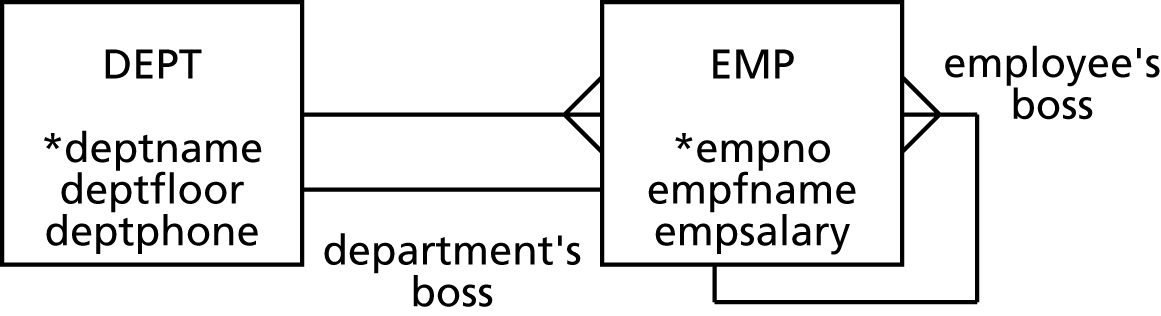 DEPT
*deptname
deptfloor
deptphone
department's
boss
EMP
*empno
empfname
empsalary
employee's
boss